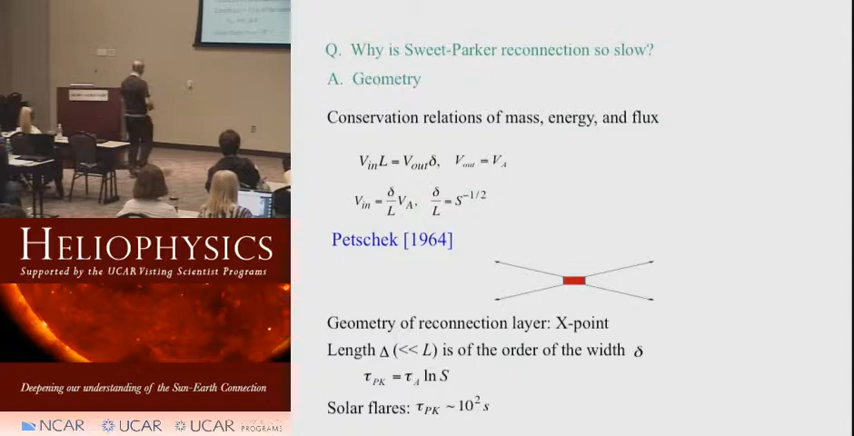 Q. Why is Sweet-Parker reconnection so slow?
A. Geometry
Conservation relations of mass, energy, and flux
V_in L = V_out δ, V_out = V_A
V_in = δ/L V_A, δ/L = S^-1/2
Petschek [1964]
Geometry of reconnection layer: X-point
Length Δ (<< L) is of the order of the width δ
τ_PK = τ_A ln S
Solar flares: τ_PK ~ 10^2 s
HELIOPHYSICS
Supported by the UCAR Visting Scientist Programs
Deepening our understanding of the Sun-Earth Connection
NCAR UCAR UCAR PROGRAMS